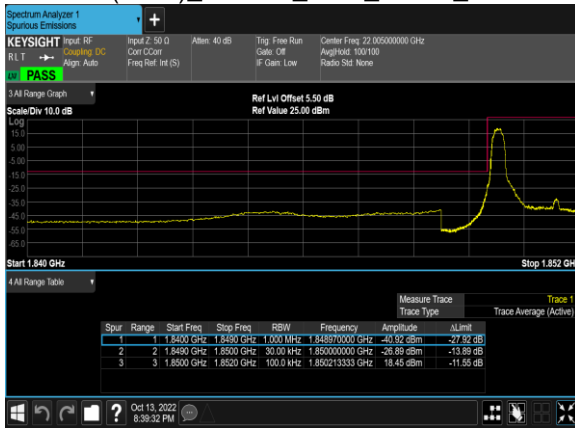 Spectrum Analyzer 1
Spurious Emissions
+
KEYSIGHT Input: RF Input Z: 50 Ω Atten: 40 dB Trig: Free Run Center Freq: 22.005000000 GHz
RLT Coupling: DC Corr CCorr Gate: Off Avg|Hold: 100/100
Align: Auto Freq Ref: Int (S) IF Gain: Low Radio Std: None
PASS
3 All Range Graph
Ref Lvl Offset 5.50 dB
Scale/Div 10.0 dB Ref Value 25.00 dBm
Log
15.0
5.00
-5.00
-15.0
-25.0
-35.0
-45.0
-55.0
-65.0
Start 1.840 GHz Stop 1.852 GH
4 All Range Table
Measure Trace Trace 1
Trace Type Trace Average (Active)
Spur Range Start Freq Stop Freq RBW Frequency Amplitude ΔLimit
1 1 1.8400 GHz 1.8490 GHz 1.000 MHz 1.848970000 GHz -40.92 dBm -27.92 dB
2 2 1.8490 GHz 1.8500 GHz 30.00 kHz 1.850000000 GHz -26.89 dBm -13.89 dB
3 3 1.8500 GHz 1.8520 GHz 100.0 kHz 1.850213333 GHz 18.45 dBm -11.55 dB
? Oct 13, 2022
8:39:32 PM